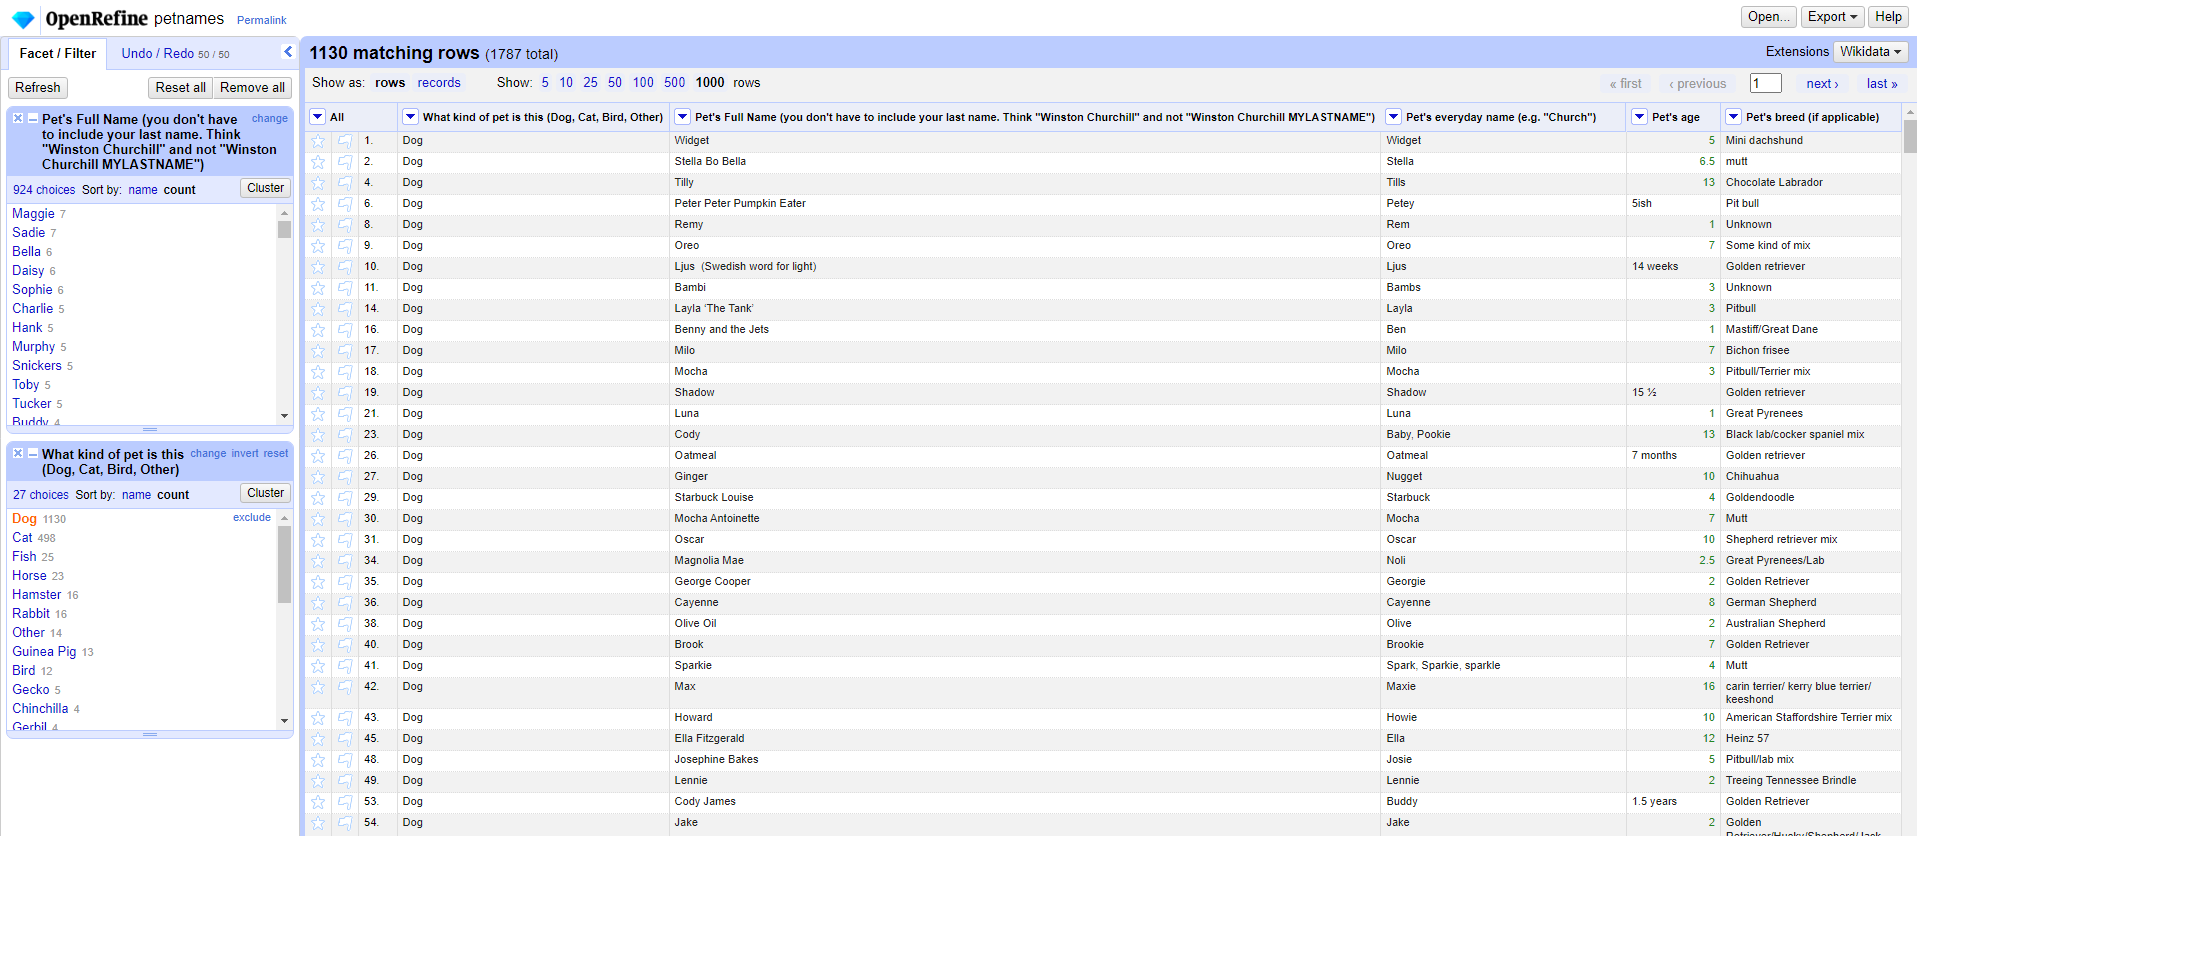 OpenRefine petnames Permalink Open... Export Help
Facet / Filter Undo / Redo 50 / 50
1130 matching rows (1787 total) Extensions Wikidata
Refresh Reset all Remove all
Show as: rows records Show: 5 10 25 50 100 500 1000 rows « first ‹ previous 1 next › last »
Pet's Full Name (you don't have change
to include your last name. Think
"Winston Churchill" and not "Winston
Churchill MYLASTNAME")
924 choices Sort by: name count Cluster
Maggie 7
Sadie 7
Bella 6
Daisy 6
Sophie 6
Charlie 5
Hank 5
Murphy 5
Snickers 5
Toby 5
Tucker 5
Buddy 4
What kind of pet is this change invert reset
(Dog, Cat, Bird, Other)
27 choices Sort by: name count Cluster
Dog 1130 exclude
Cat 498
Fish 25
Horse 23
Hamster 16
Rabbit 16
Other 14
Guinea Pig 13
Bird 12
Gecko 5
Chinchilla 4
Gerbil 4
All What kind of pet is this (Dog, Cat, Bird, Other) Pet's Full Name (you don't have to include your last name. Think "Winston Churchill" and not "Winston Churchill MYLASTNAME") Pet's everyday name (e.g. "Church") Pet's age Pet's breed (if applicable)
1. Dog Widget Widget 5 Mini dachshund
2. Dog Stella Bo Bella Stella 6.5 mutt
4. Dog Tilly Tills 13 Chocolate Labrador
6. Dog Peter Peter Pumpkin Eater Petey 5ish Pit bull
8. Dog Remy Rem 1 Unknown
9. Dog Oreo Oreo 7 Some kind of mix
10. Dog Ljus (Swedish word for light) Ljus 14 weeks Golden retriever
11. Dog Bambi Bambs 3 Unknown
14. Dog Layla ‘The Tank’ Layla 3 Pitbull
16. Dog Benny and the Jets Ben 1 Mastiff/Great Dane
17. Dog Milo Milo 7 Bichon frisee
18. Dog Mocha Mocha 3 Pitbull/Terrier mix
19. Dog Shadow Shadow 15 ½ Golden retriever
21. Dog Luna Luna 1 Great Pyrenees
23. Dog Cody Baby, Pookie 13 Black lab/cocker spaniel mix
26. Dog Oatmeal Oatmeal 7 months Golden retriever
27. Dog Ginger Nugget 10 Chihuahua
29. Dog Starbuck Louise Starbuck 4 Goldendoodle
30. Dog Mocha Antoinette Mocha 7 Mutt
31. Dog Oscar Oscar 10 Shepherd retriever mix
34. Dog Magnolia Mae Noli 2.5 Great Pyrenees/Lab
35. Dog George Cooper Georgie 2 Golden Retriever
36. Dog Cayenne Cayenne 8 German Shepherd
38. Dog Olive Oil Olive 2 Australian Shepherd
40. Dog Brook Brookie 7 Golden Retriever
41. Dog Sparkie Spark, Sparkie, sparkle 4 Mutt
42. Dog Max Maxie 16 carin terrier/ kerry blue terrier/
keeshond
43. Dog Howard Howie 10 American Staffordshire Terrier mix
45. Dog Ella Fitzgerald Ella 12 Heinz 57
48. Dog Josephine Bakes Josie 5 Pitbull/lab mix
49. Dog Lennie Lennie 2 Treeing Tennessee Brindle
53. Dog Cody James Buddy 1.5 years Golden Retriever
54. Dog Jake Jake 2 Golden
Retriever/Husky/Shepherd/Jack